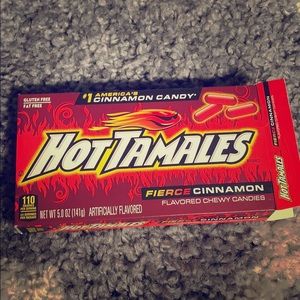 GLUTEN FREE
FAT FREE
#1 AMERICA'S
CINNAMON CANDY*
HOT TAMALES
FIERCE CINNAMON
FLAVORED CHEWY CANDIES
110
NET WT 5.0 OZ (141g) ARTIFICIALLY FLAVORED
FIERCE CINNAMON
HOT TAMALES
CINNAMON